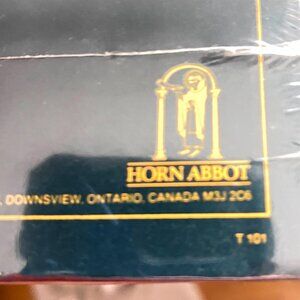 HORN ABBOT
, DOWNSVIEW, ONTARIO, CANADA M3J 2C6
T 101